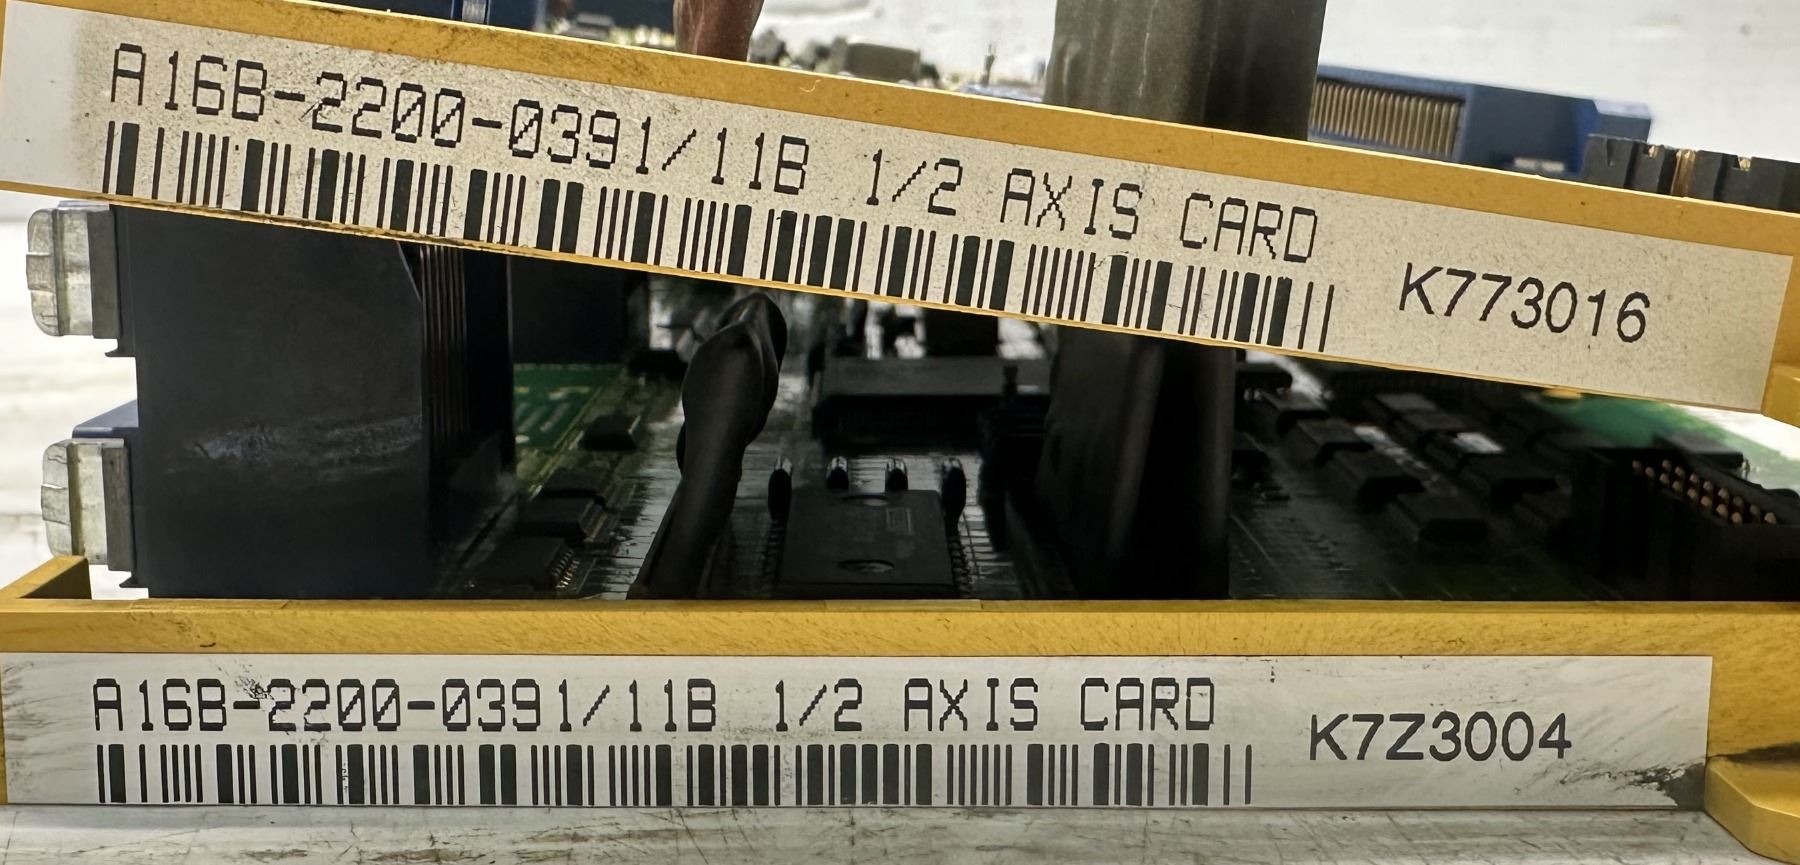 A16B-2200-0391/11B 1/2 AXIS CARD K773016
A16B-2200-0391/11B 1/2 AXIS CARD K7Z3004